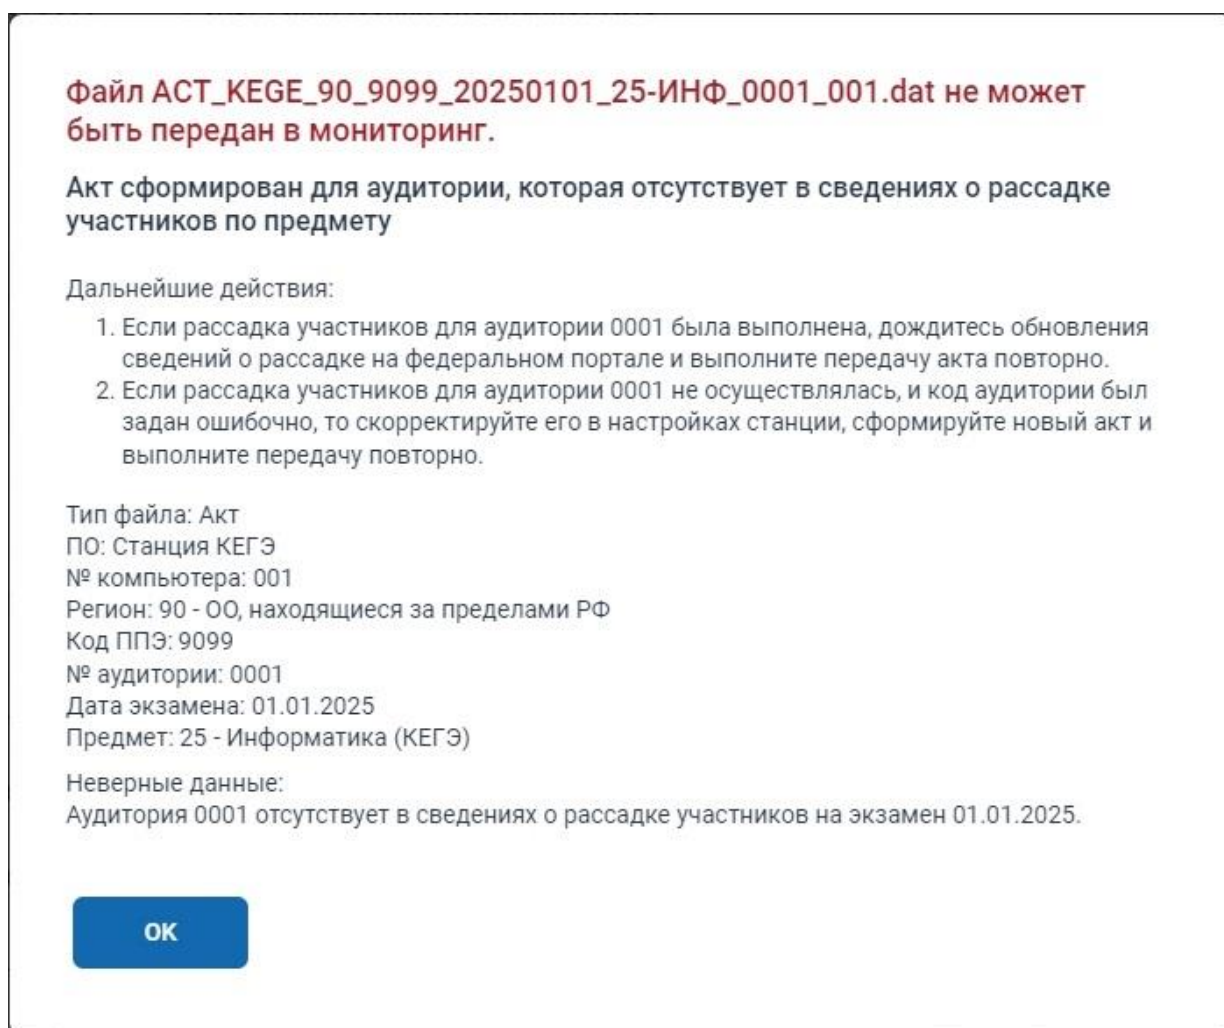 Файл ACT_KEGE_90_9099_20250101_25-ИНФ_0001_001.dat не может
быть передан в мониторинг.
Акт сформирован для аудитории, которая отсутствует в сведениях о рассадке
участников по предмету
Дальнейшие действия:
1. Если рассадка участников для аудитории 0001 была выполнена, дождитесь обновления
сведений о рассадке на федеральном портале и выполните передачу акта повторно.
2. Если рассадка участников для аудитории 0001 не осуществлялась, и код аудитории был
задан ошибочно, то скорректируйте его в настройках станции, сформируйте новый акт и
выполните передачу повторно.
Тип файла: Акт
ПО: Станция КЕГЭ
№ компьютера: 001
Регион: 90 - ОО, находящиеся за пределами РФ
Код ППЭ: 9099
№ аудитории: 0001
Дата экзамена: 01.01.2025
Предмет: 25 - Информатика (КЕГЭ)
Неверные данные:
Аудитория 0001 отсутствует в сведениях о рассадке участников на экзамен 01.01.2025.
ОК